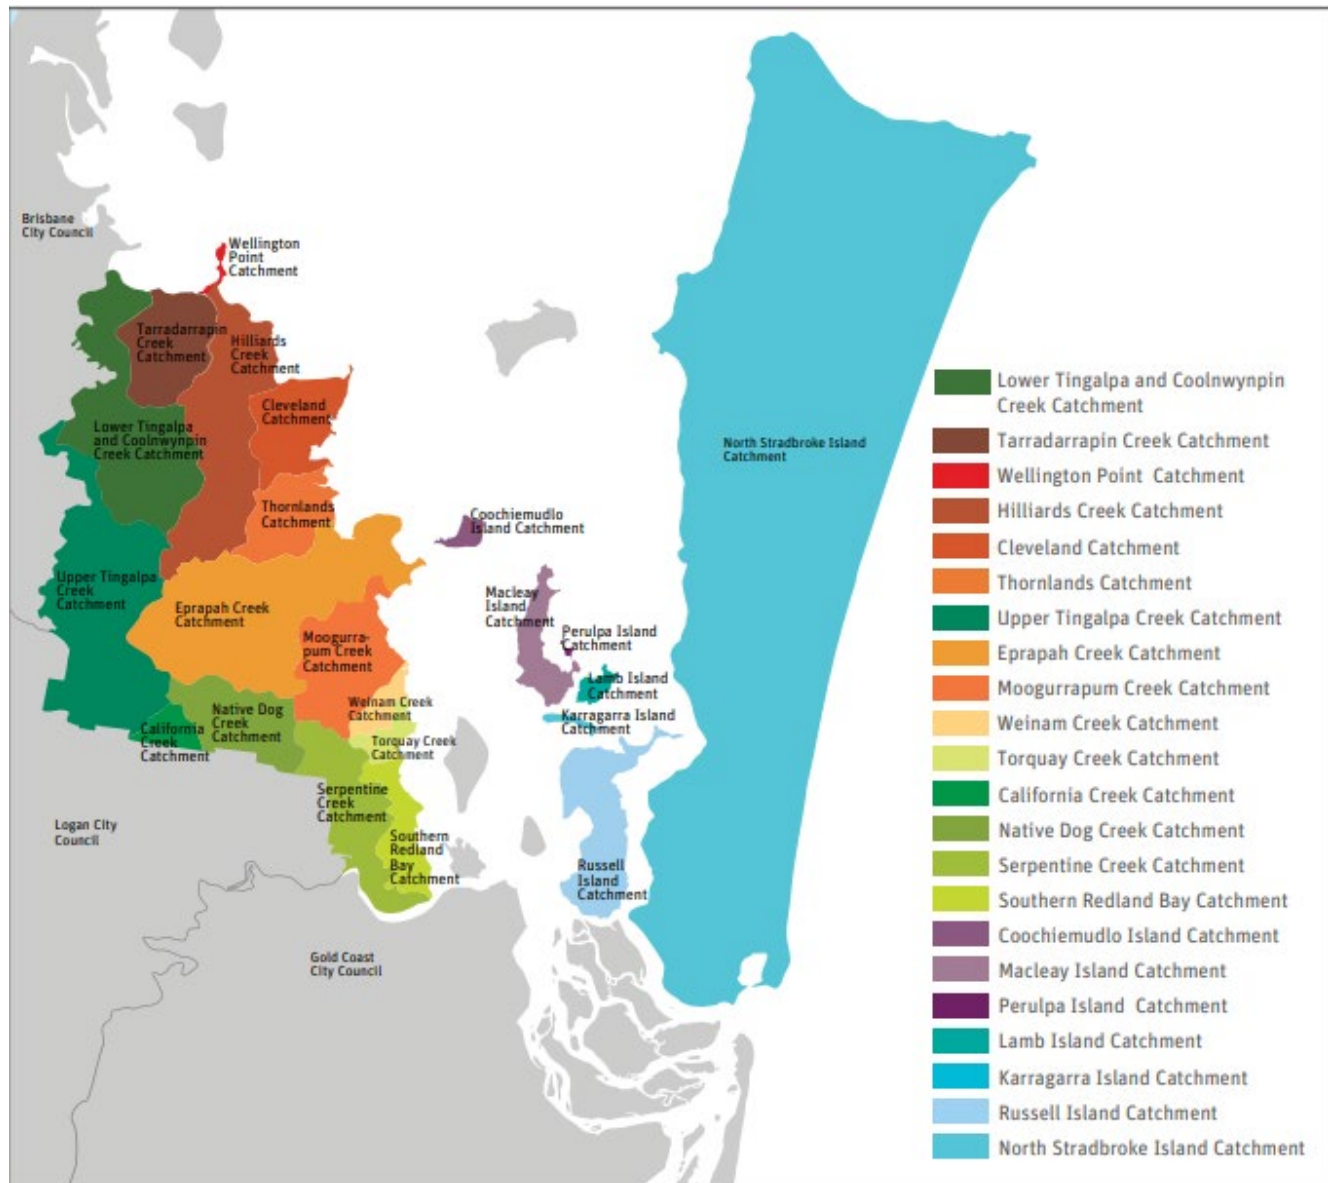 Brisbane
City Council
Wellington
Point
Catchment
Tarradarrapin
Creek
Catchment
Hilliards
Creek
Catchment
Cleveland
Catchment
Lower Tingalpa
and Coolnwynpin
Creek Catchment
North Stradbroke Island
Catchment
Thornlands
Catchment
Coochiemudlo
Island Catchment
Upper Tingalpa
Creek
Catchment
Eprapah Creek
Catchment
Macleay
Island
Catchment
Moogurra-
pum Creek
Catchment
Perulpa Island
Catchment
Lamb Island
Catchment
Weinam Creek
Catchment
Karragarra Island
Catchment
Native Dog
Creek
Catchment
California
Creek
Catchment
Torquay Creek
Catchment
Serpentine
Creek
Catchment
Logan City
Council
Southern
Redland
Bay
Catchment
Russell
Island
Catchment
Gold Coast
City Council
Lower Tingalpa and Coolnwynpin
Creek Catchment
Tarradarrapin Creek Catchment
Wellington Point Catchment
Hilliards Creek Catchment
Cleveland Catchment
Thornlands Catchment
Upper Tingalpa Creek Catchment
Eprapah Creek Catchment
Moogurrapum Creek Catchment
Weinam Creek Catchment
Torquay Creek Catchment
California Creek Catchment
Native Dog Creek Catchment
Serpentine Creek Catchment
Southern Redland Bay Catchment
Coochiemudlo Island Catchment
Macleay Island Catchment
Perulpa Island Catchment
Lamb Island Catchment
Karragarra Island Catchment
Russell Island Catchment
North Stradbroke Island Catchment